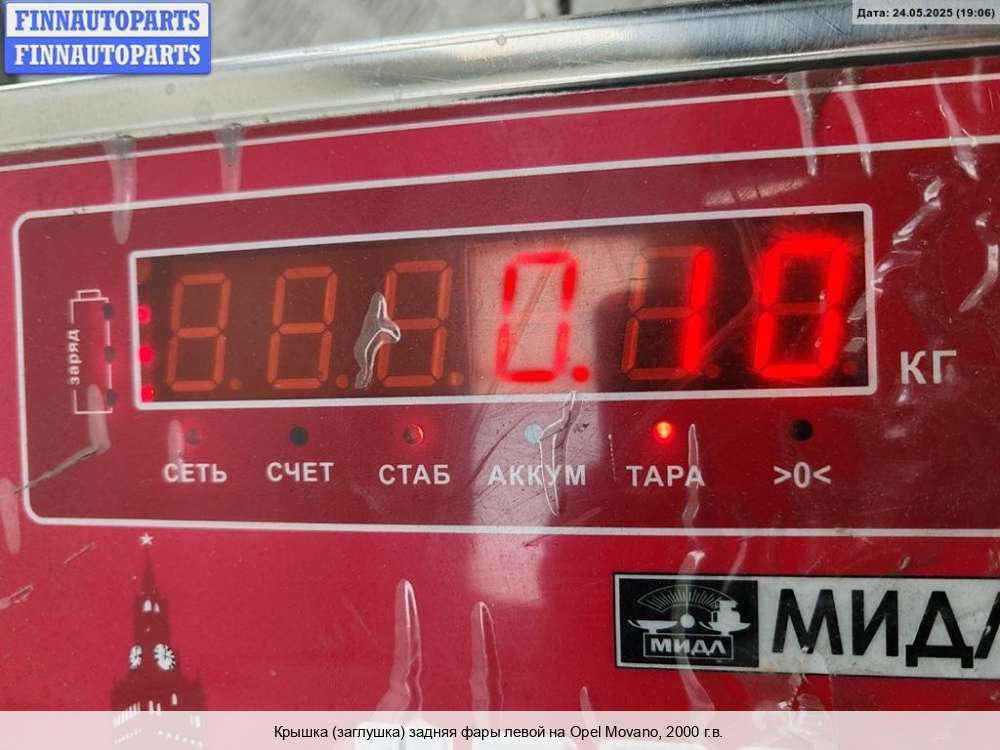 FINNAUTOPARTS
FINNAUTOPARTS
Дата: 24.05.2025 (19:06)
заряд
0.10
КГ
СЕТЬ СЧЕТ СТАБ АККУМ ТАРА >0<
МИДЛ
МИДЛ
Крышка (заглушка) задняя фары левой на Opel Movano, 2000 г.в.